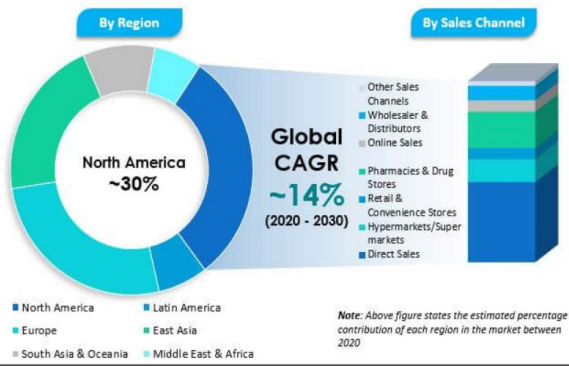 By Region
By Sales Channel
North America
~30%
Global
CAGR
~14%
(2020 - 2030)
Other Sales
Channels
Wholesaler &
Distributors
Online Sales
Pharmacies & Drug
Stores
Retail &
Convenience Stores
Hypermarkets/Super
markets
Direct Sales
North America
Latin America
Europe
East Asia
South Asia & Oceania
Middle East & Africa
Note: Above figure states the estimated percentage
contribution of each region in the market between
2020